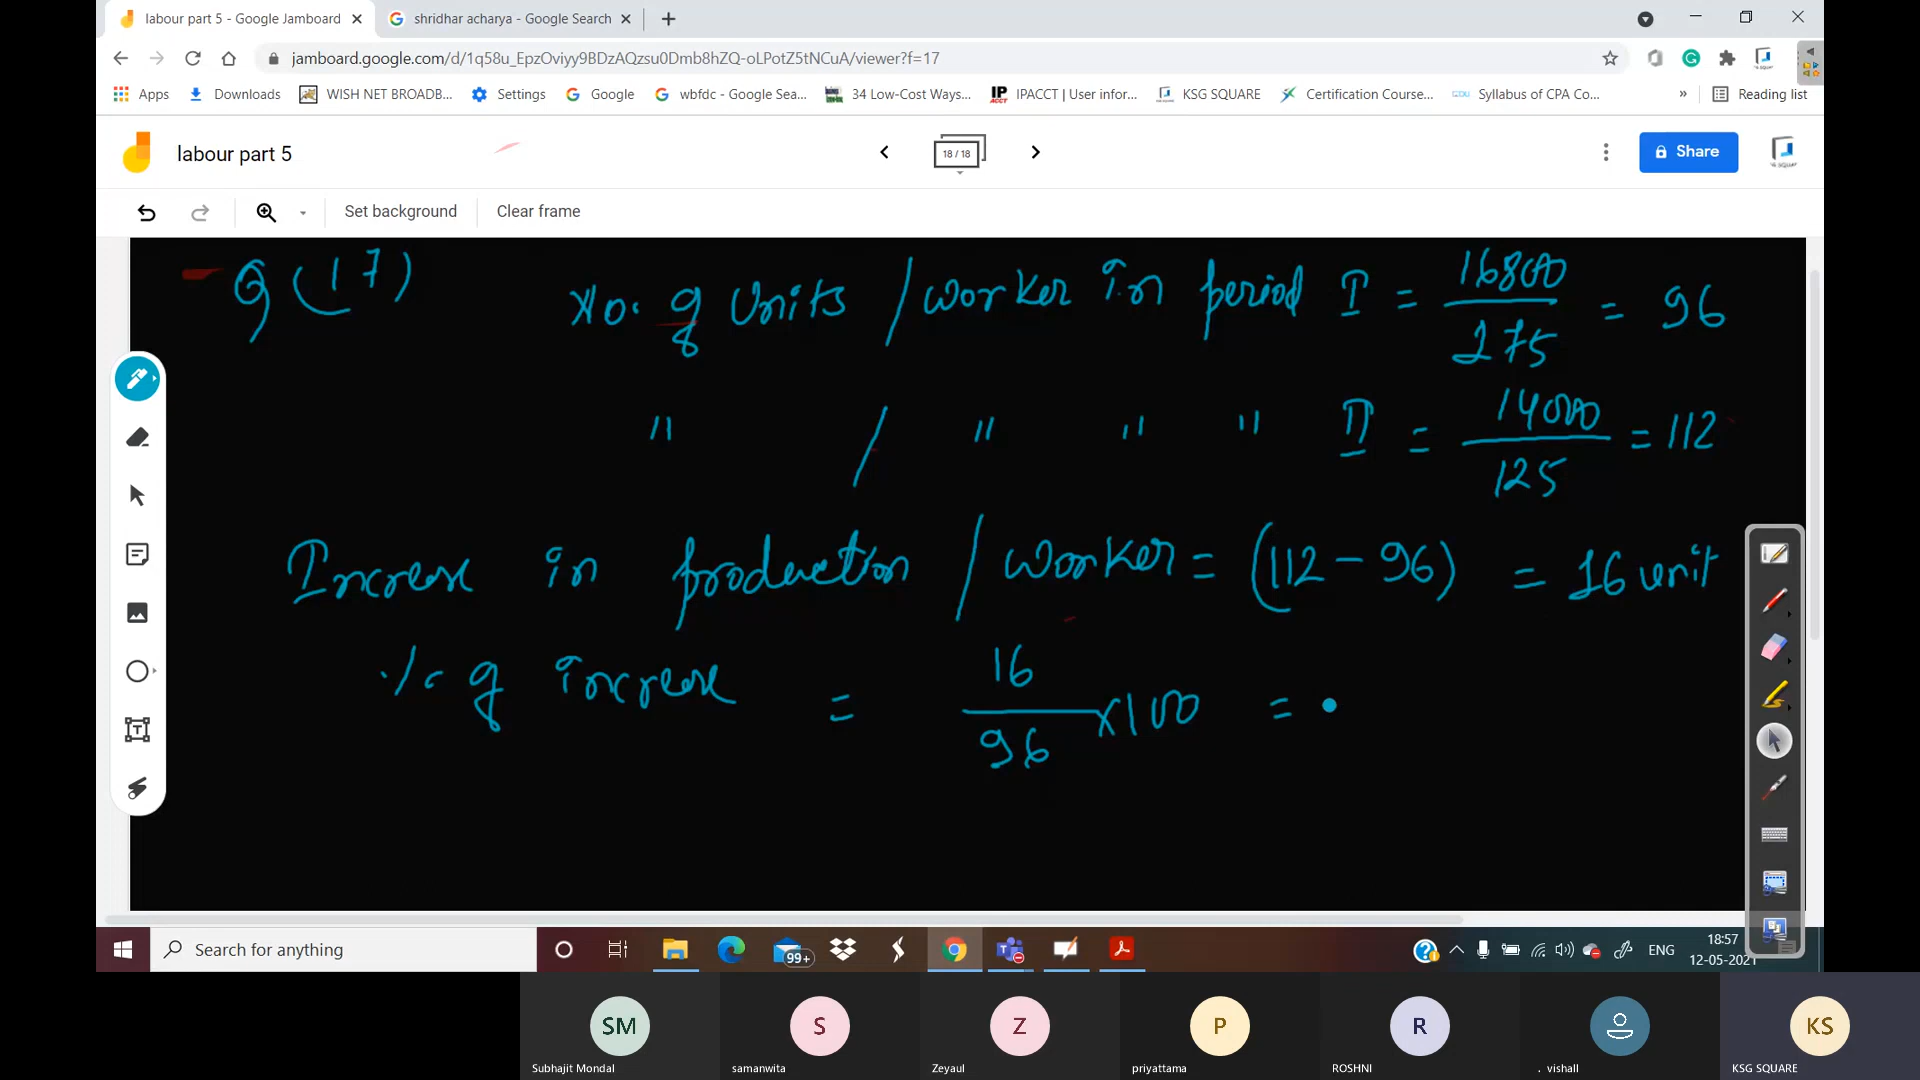 labour part 5 - Google Jamboard
shridhar acharya - Google Search
jamboard.google.com/d/1q58u_EpzOviyy9BDzAQzsu0Dmb8hZQ-oLPotZ5tNCuA/viewer?f=17
Apps Downloads WISH NET BROADB... Settings Google wbfdc - Google Sea... 34 Low-Cost Ways... IPACCT | User infor... KSG SQUARE Certification Course... Syllabus of CPA Co... » Reading list
labour part 5
18 / 18
Share
Set background Clear frame
Q (17) No. of Units / worker in period I = 16800 / 275 = 96
" / " " " II = 14000 / 125 = 112
Increase in production / worker = (112 - 96) = 16 unit
% of increase = 16 / 96 × 100 =
Search for anything
99+
ENG
18:57
12-05-2021
SM S Z P R KS
Subhajit Mondal samanwita Zeyaul priyattama ROSHNI . vishall KSG SQUARE